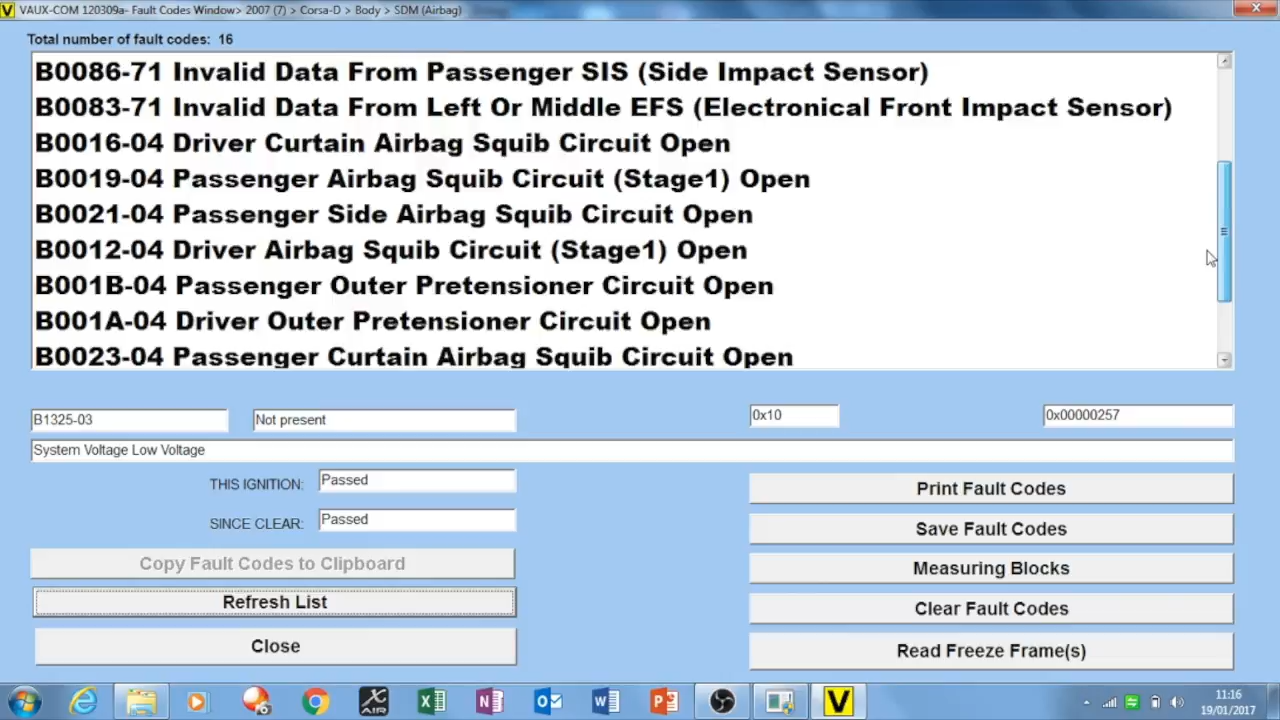 VAUX-COM 120309a- Fault Codes Window> 2007 (7) > Corsa-D > Body > SDM (Airbag)
Total number of fault codes: 16
B0086-71 Invalid Data From Passenger SIS (Side Impact Sensor)
B0083-71 Invalid Data From Left Or Middle EFS (Electronical Front Impact Sensor)
B0016-04 Driver Curtain Airbag Squib Circuit Open
B0019-04 Passenger Airbag Squib Circuit (Stage1) Open
B0021-04 Passenger Side Airbag Squib Circuit Open
B0012-04 Driver Airbag Squib Circuit (Stage1) Open
B001B-04 Passenger Outer Pretensioner Circuit Open
B001A-04 Driver Outer Pretensioner Circuit Open
B0023-04 Passenger Curtain Airbag Squib Circuit Open
B1325-03 Not present 0x10 0x00000257
System Voltage Low Voltage
THIS IGNITION: Passed
SINCE CLEAR: Passed
Copy Fault Codes to Clipboard
Refresh List
Close
Print Fault Codes
Save Fault Codes
Measuring Blocks
Clear Fault Codes
Read Freeze Frame(s)
AIR
11:16
19/01/2017